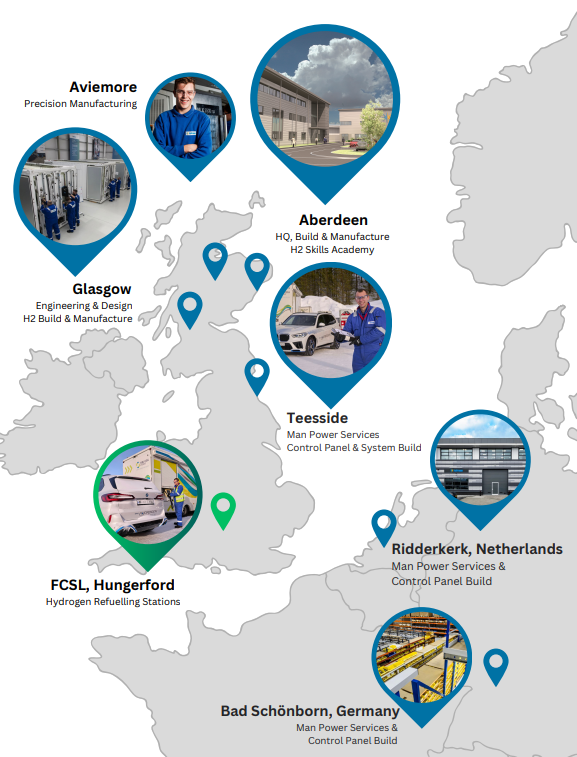 Aviemore
Precision Manufacturing
Aberdeen
HQ, Build & Manufacture
H2 Skills Academy
Glasgow
Engineering & Design
H2 Build & Manufacture
Teesside
Man Power Services
Control Panel & System Build
Ridderkerk, Netherlands
Man Power Services &
Control Panel Build
FCSL, Hungerford
Hydrogen Refuelling Stations
Bad Schönborn, Germany
Man Power Services &
Control Panel Build